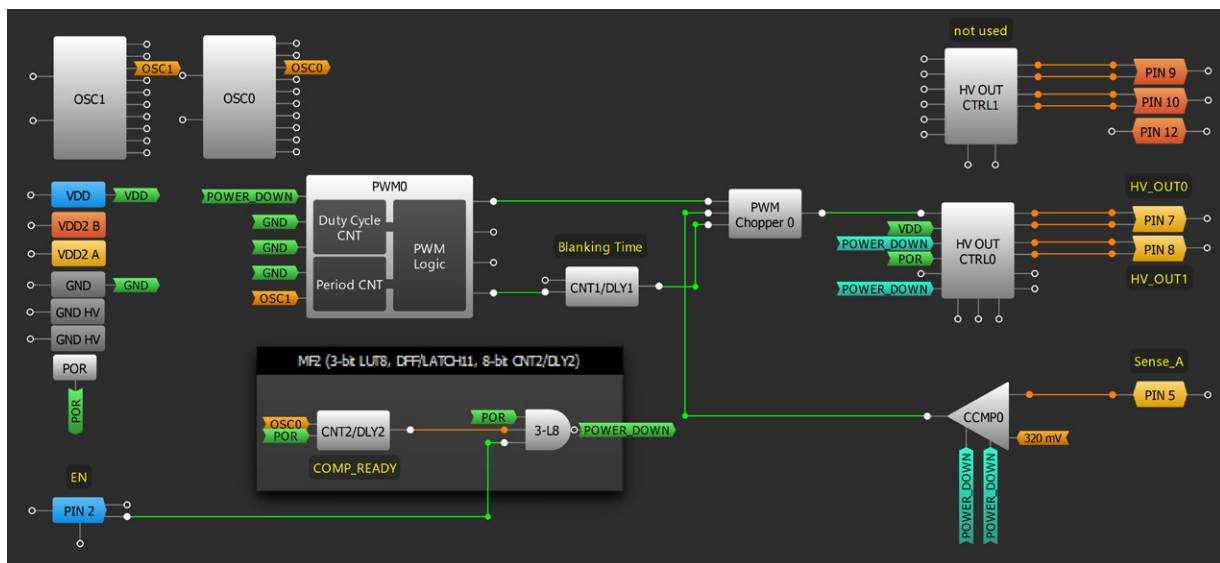 not used
OSC1
OSC1
OSC0
OSC0
HV OUT
CTRL1
PIN 9
PIN 10
PIN 12
VDD
VDD
VDD2 B
VDD2 A
GND
GND
GND HV
GND HV
POR
POR
POWER_DOWN
GND
GND
GND
OSC1
PWM0
Duty Cycle
CNT
Period CNT
PWM
Logic
Blanking Time
CNT1/DLY1
PWM
Chopper 0
VDD
POWER_DOWN
POR
POWER_DOWN
HV OUT
CTRL0
HV_OUT0
PIN 7
PIN 8
HV_OUT1
MF2 (3-bit LUT8, DFF/LATCH11, 8-bit CNT2/DLY2)
OSC0
POR
CNT2/DLY2
COMP_READY
POR
3-L8
POWER_DOWN
Sense_A
PIN 5
CCMP0
320 mV
POWER_DOWN
POWER_DOWN
EN
PIN 2